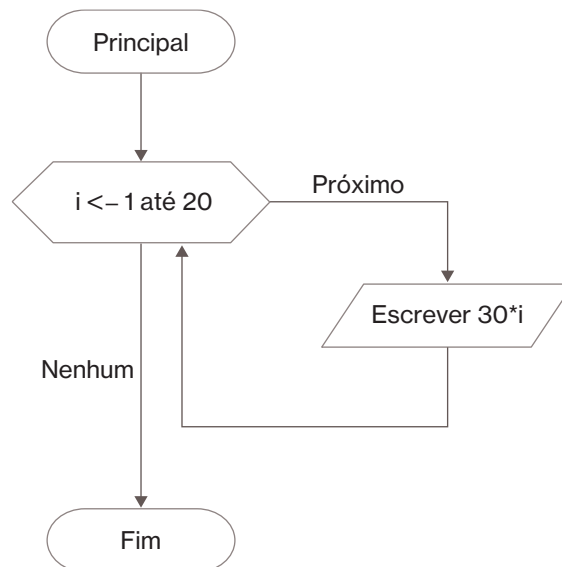 Principal
i <– 1 até 20
Próximo
Escrever 30*i
Nenhum
Fim